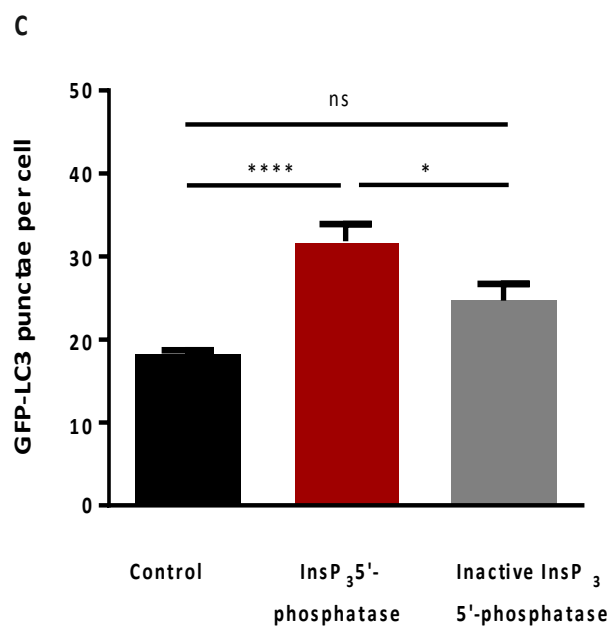 C
GFP-LC3 punctae per cell
50
40
30
20
10
0
ns
****
*
Control
InsP 3 5'-
phosphatase
Inactive InsP 3
5'-phosphatase